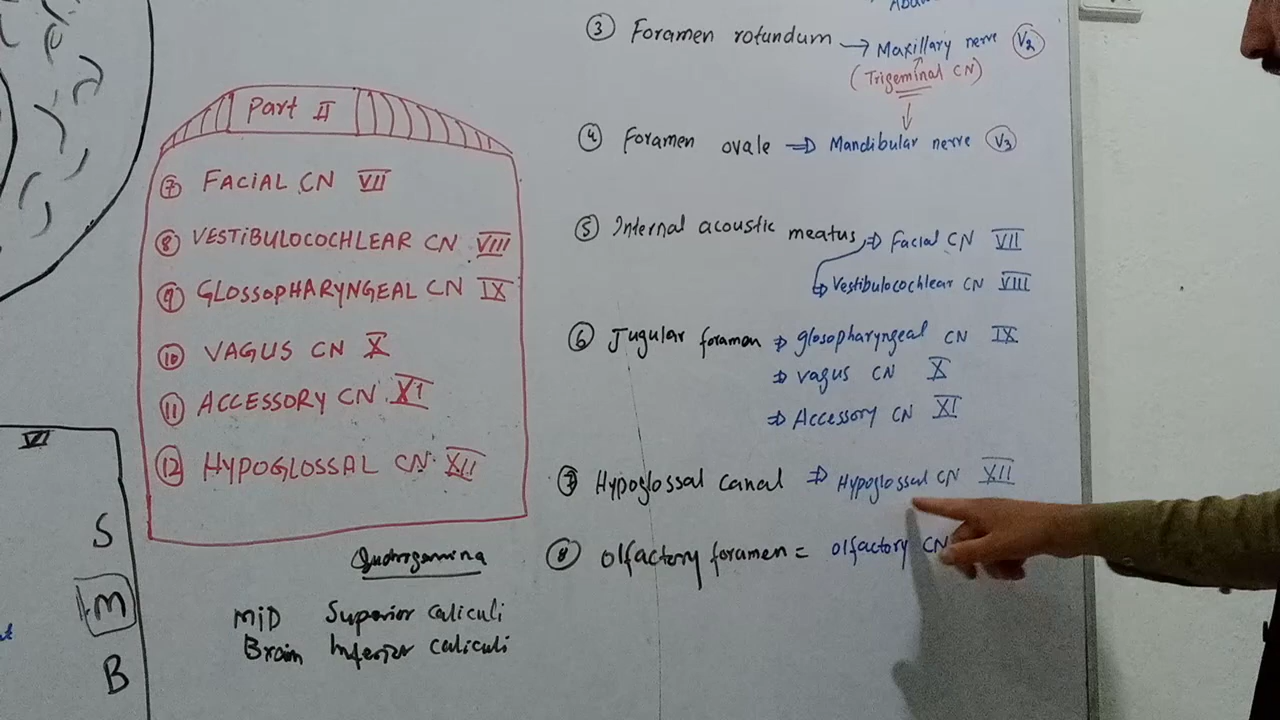 Part II
⑦ FACIAL CN VII
⑧ VESTIBULOCOCHLEAR CN VIII
⑨ GLOSSOPHARYNGEAL CN IX
⑩ VAGUS CN X
⑪ ACCESSORY CN XI
⑫ HYPOGLOSSAL CN XII
Quadrigamina
MiD Superior caliculi
Brain Inferior caliculi
VI
S
M
B
③ Foramen rotundum → Maxillary nerve V2
(Trigeminal CN)
④ Foramen ovale ⇒ Mandibular nerve V3
⑤ Internal acoustic meatus ⇒ Facial CN VII
⇒ Vestibulocochlear CN VIII
⑥ Jugular foramen ⇒ glosopharyngeal CN IX
⇒ vagus CN X
⇒ Accessory CN XI
⑦ Hypoglossal canal ⇒ Hypoglossal CN XII
⑧ olfactory foramen = olfactory CN